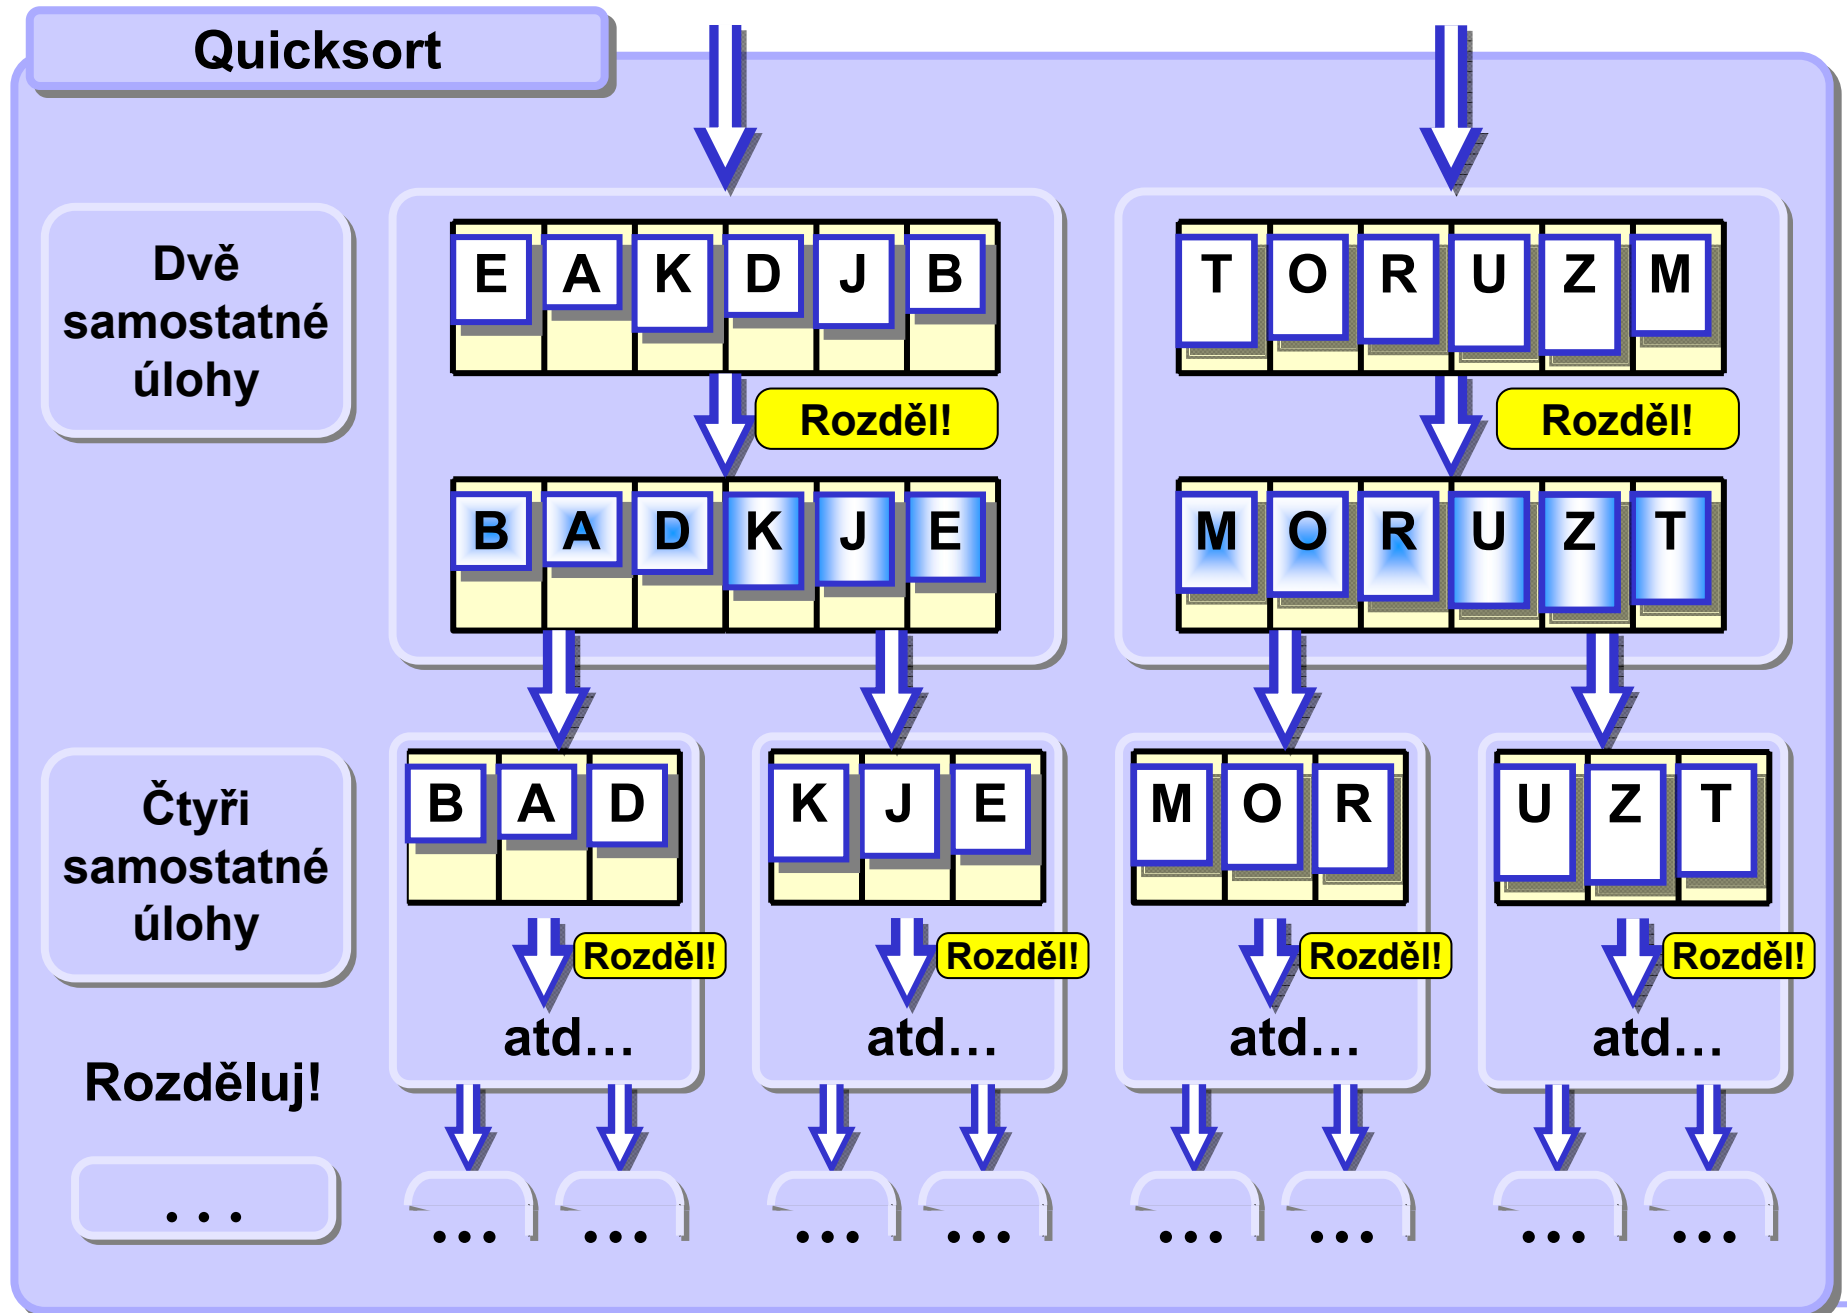 Quicksort
Dvě
samostatné
úlohy
E A K D J B
T O R U Z M
Rozděl!
Rozděl!
B A D K J E
M O R U Z T
Čtyři
samostatné
úlohy
B A D
K J E
M O R
U Z T
Rozděl!
Rozděl!
Rozděl!
Rozděl!
atd...
atd...
atd...
atd...
Rozděluj!
. . .
...
...
...
...
...
...
...
...